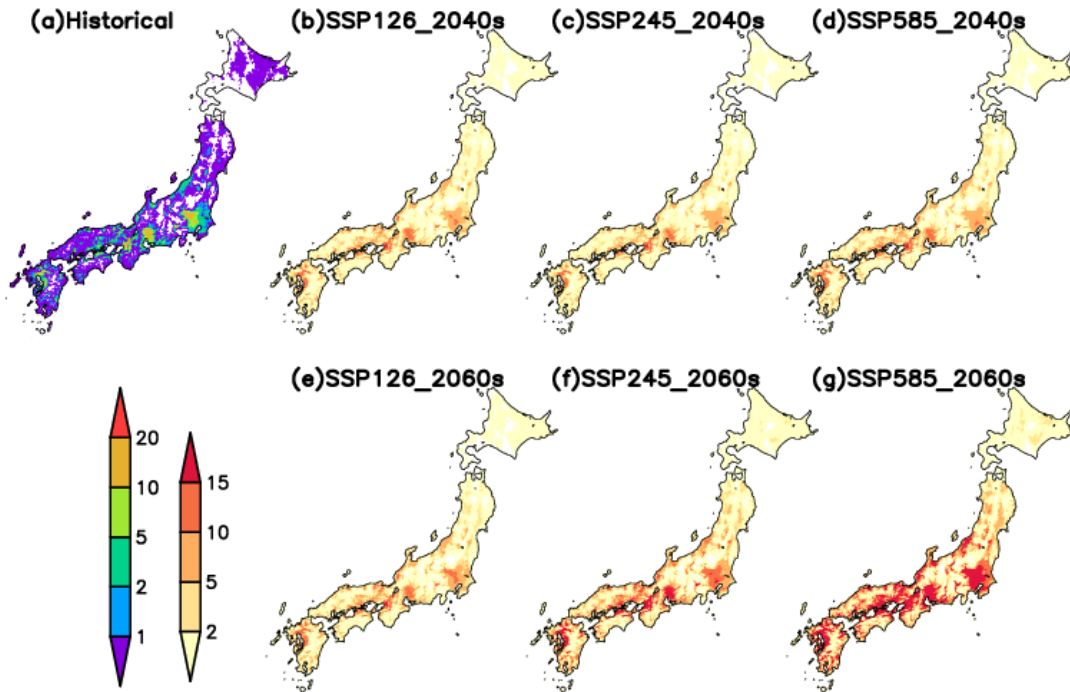 (a)Historical
(b)SSP126_2040s
(c)SSP245_2040s
(d)SSP585_2040s
(e)SSP126_2060s
(f)SSP245_2060s
(g)SSP585_2060s
20
10
5
2
1
15
10
5
2